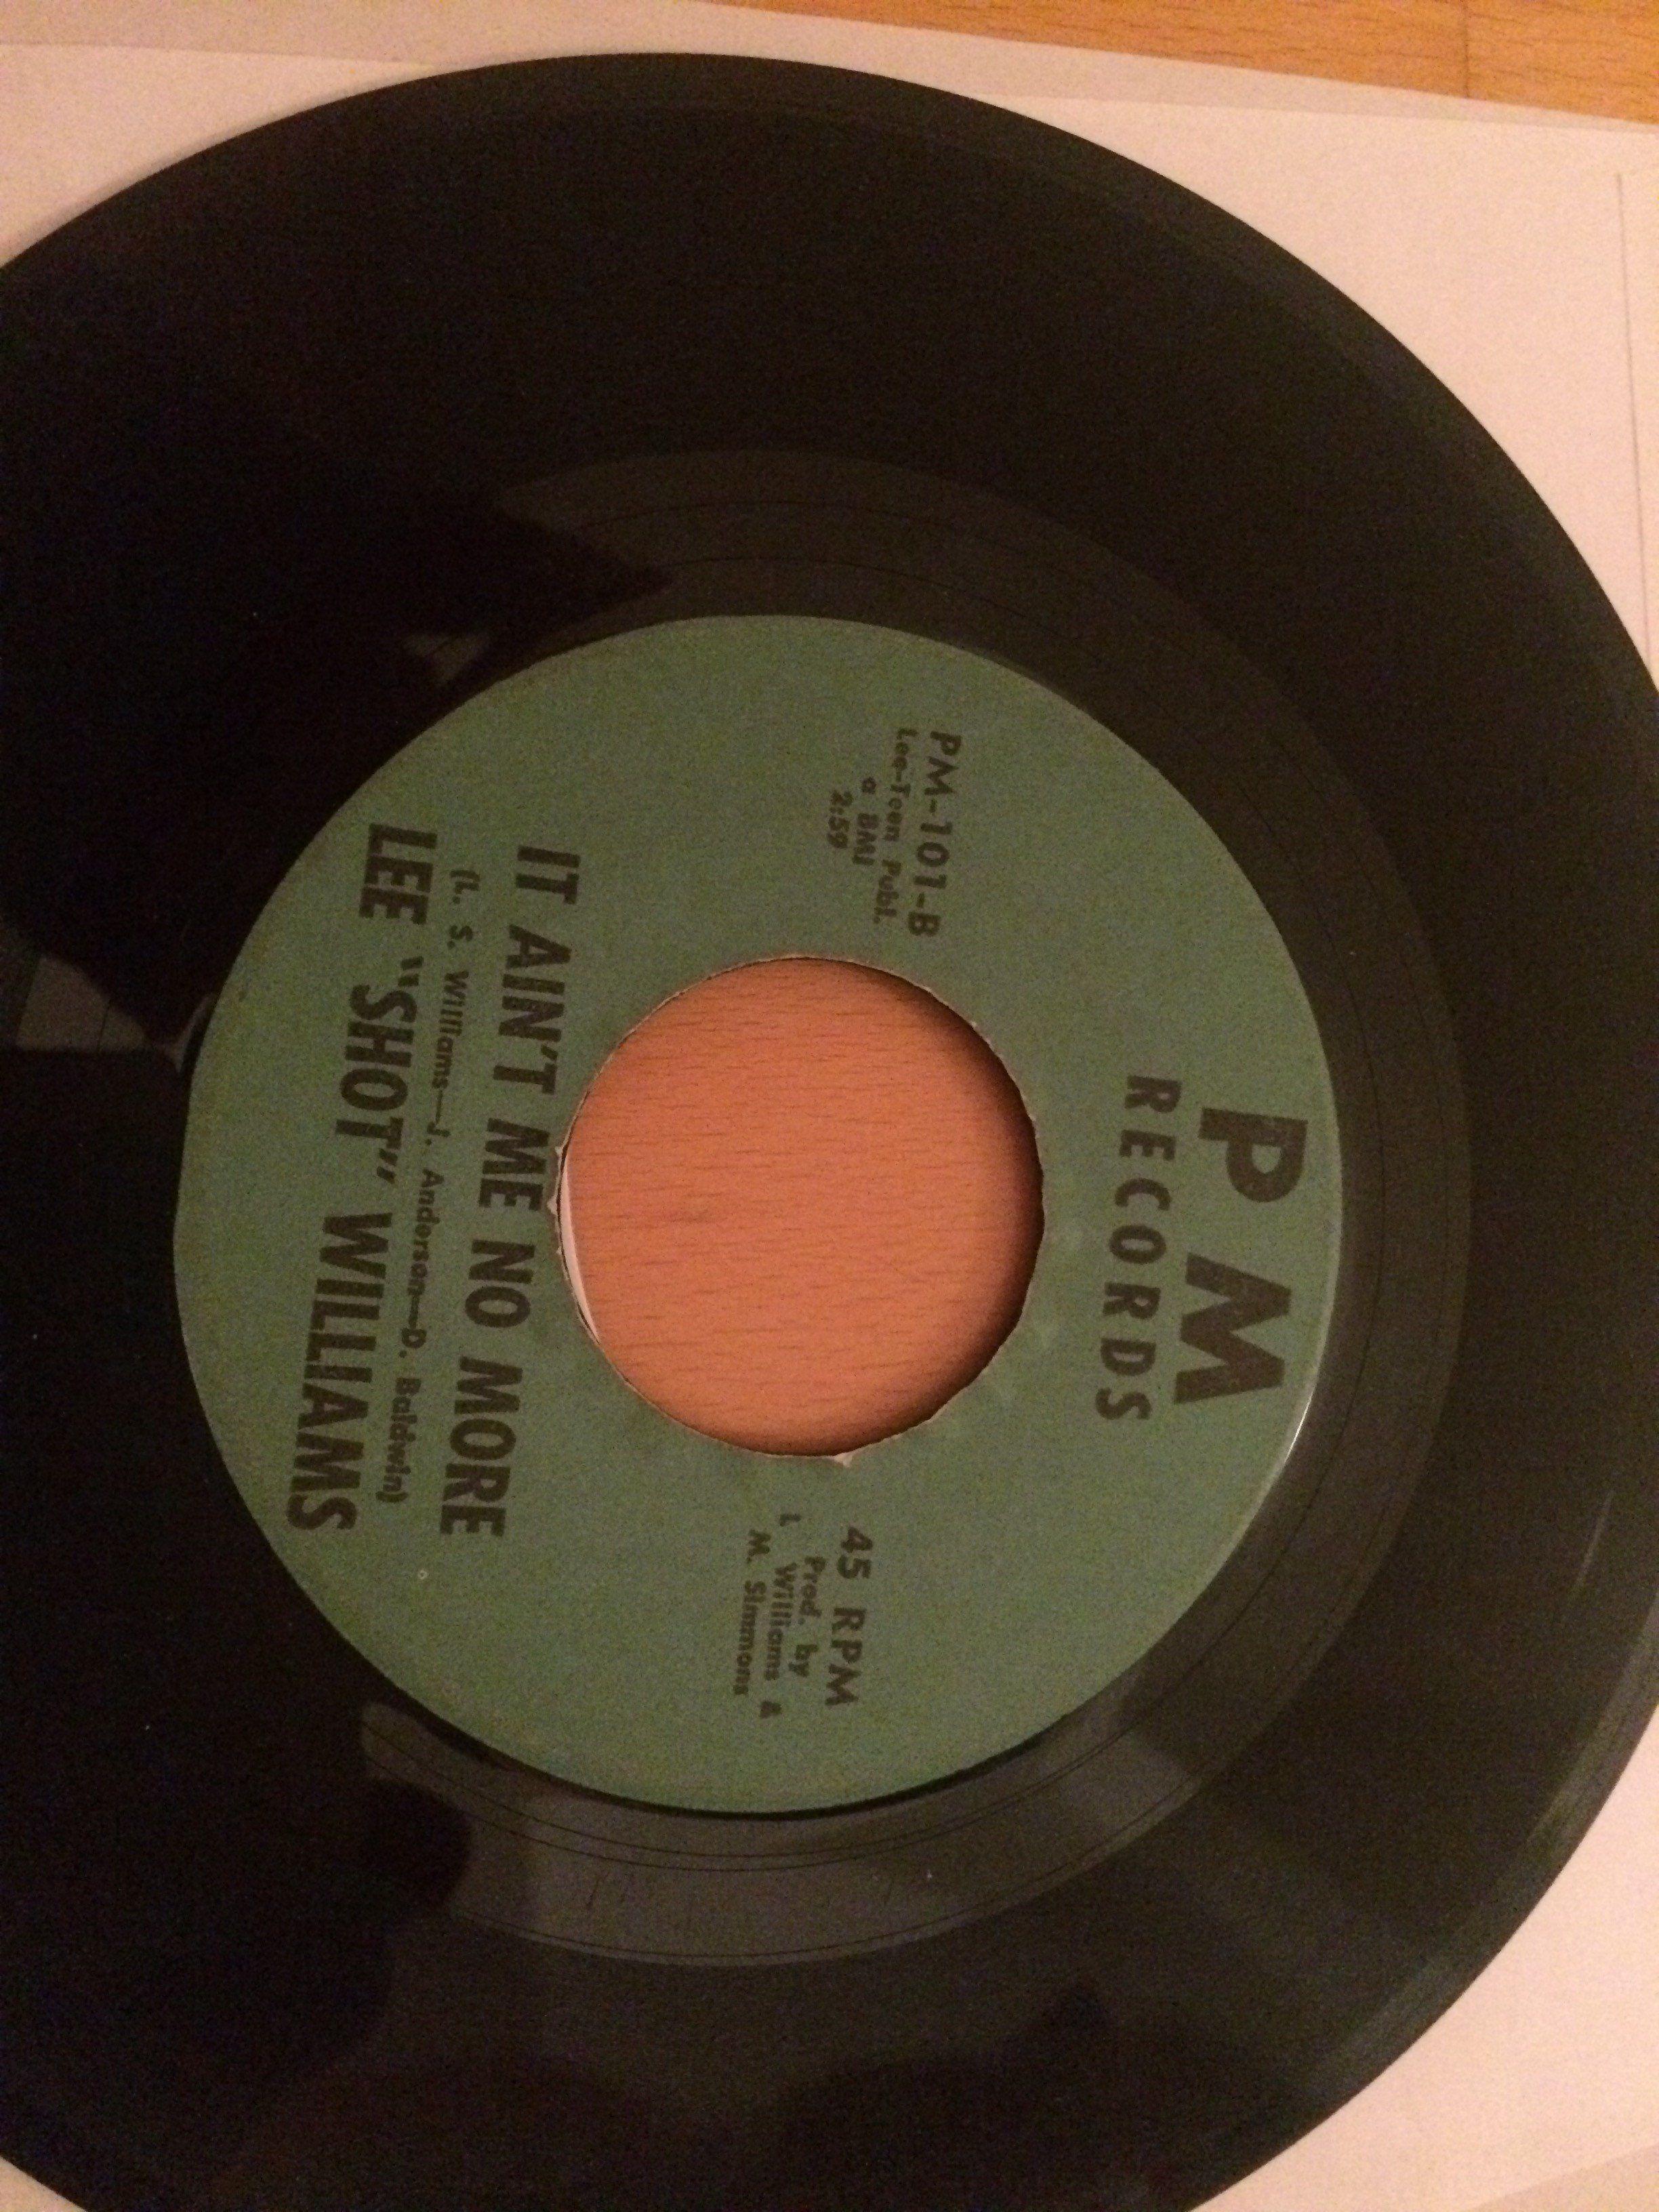 PM
RECORDS
PM-101-B
Lee-Teen Publ.
a BMI
2:59
45 RPM
Prod. by
L Williams &
M. Simmons
IT AIN'T ME NO MORE
(L. S. Williams—J. Anderson—D. Baldwin)
LEE "SHOT" WILLIAMS